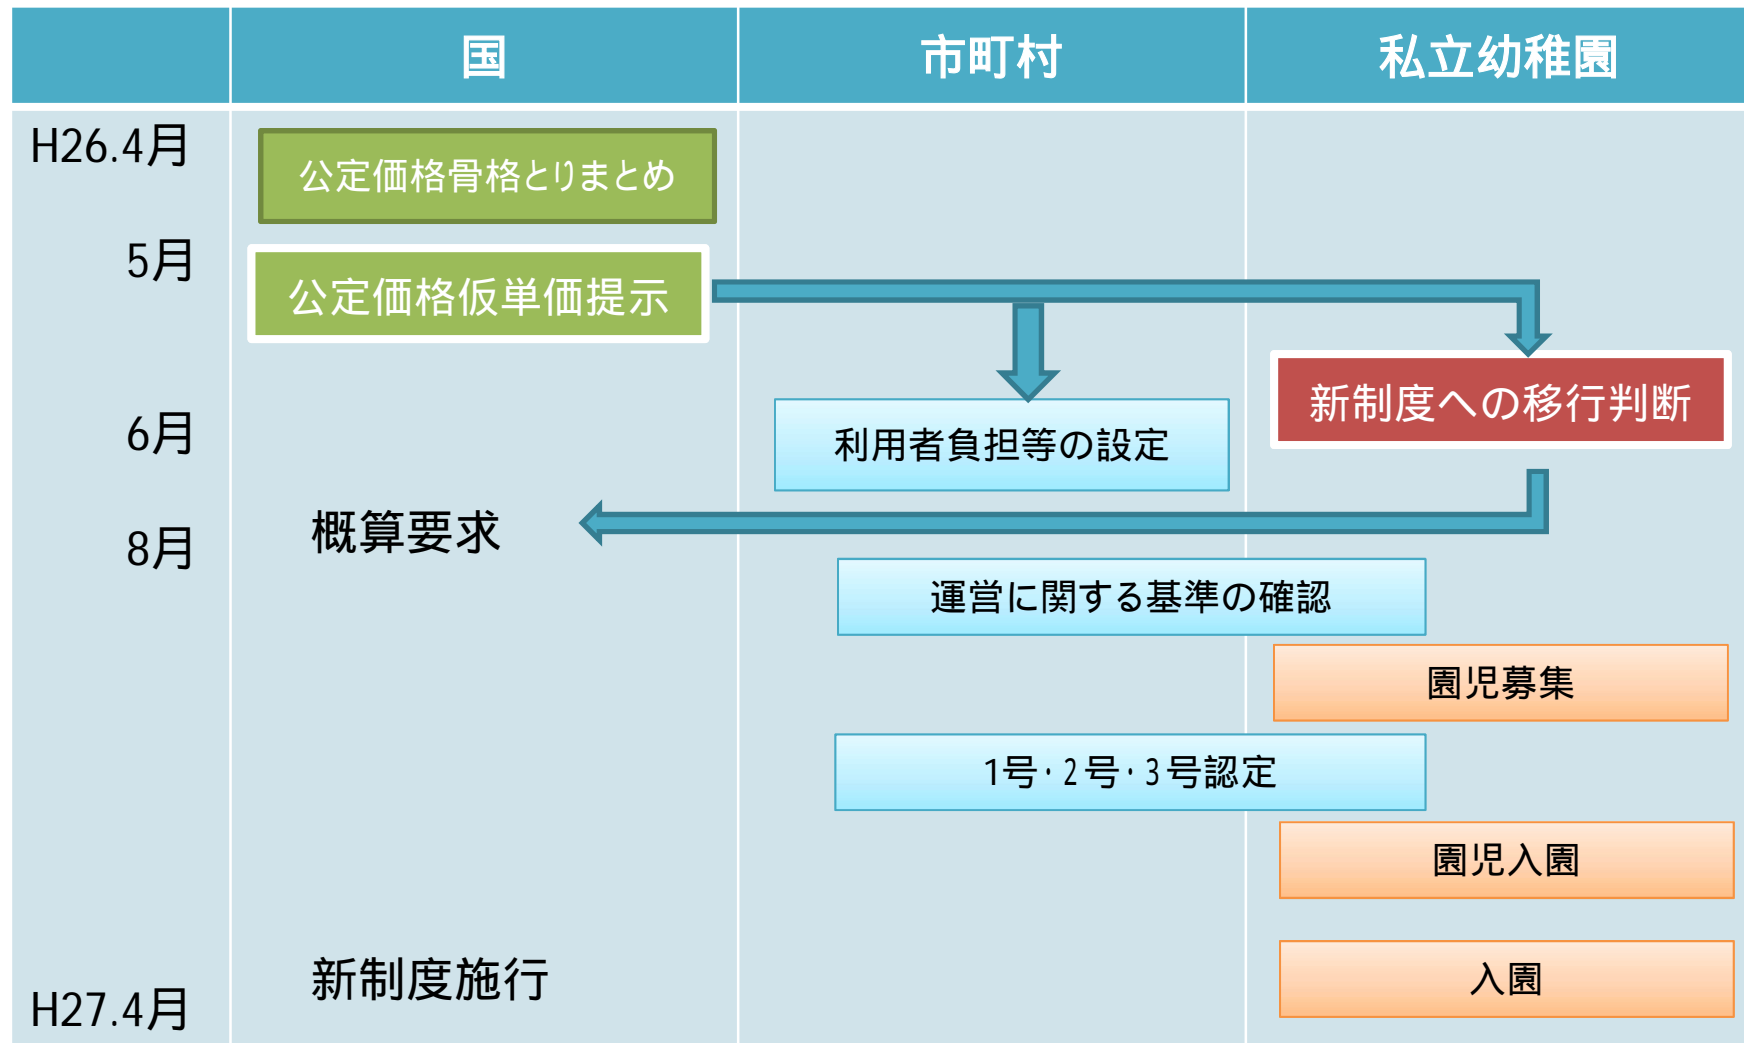 国
市町村
私立幼稚園
H26.4月
公定価格骨格とりまとめ
5月
公定価格仮単価提示
新制度への移行判断
6月
利用者負担等の設定
8月
概算要求
運営に関する基準の確認
園児募集
1号・2号・3号認定
園児入園
新制度施行
入園
H27.4月